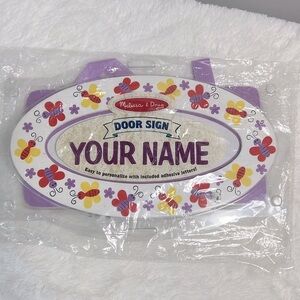 Melissa & Doug
DOOR SIGN
YOUR NAME
Easy to personalize with included adhesive letters!